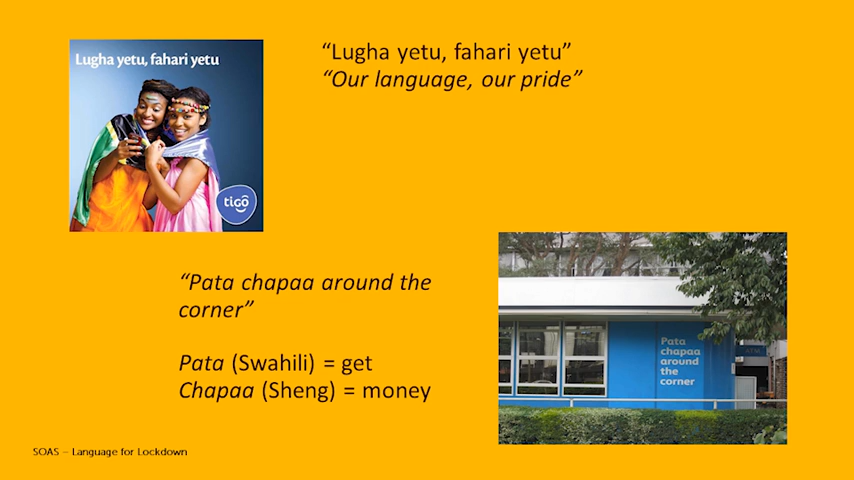 Lugha yetu, fahari yetu
tigo
“Lugha yetu, fahari yetu”
“Our language, our pride”
“Pata chapaa around the
corner”
Pata (Swahili) = get
Chapaa (Sheng) = money
Pata
chapaa
around
the
corner
SOAS – Language for Lockdown